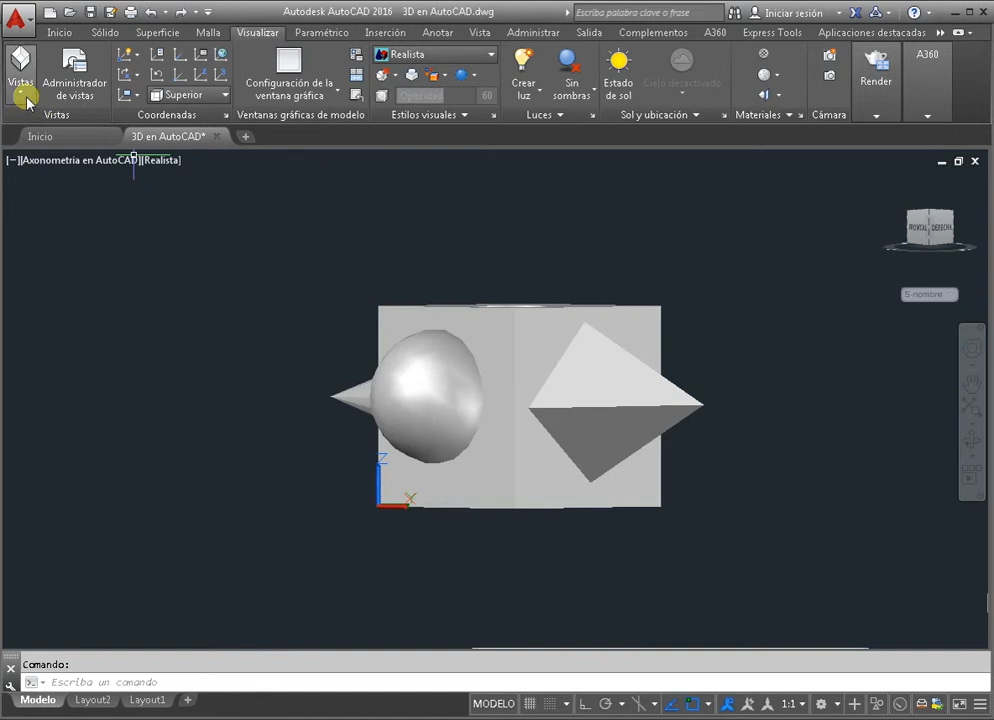 Autodesk AutoCAD 2016 3D en AutoCAD.dwg
Escriba palabra clave o frase
Iniciar sesión
Inicio Sólido Superficie Malla Visualizar Paramétrico Inserción Anotar Vista Administrar Salida Complementos A360 Express Tools Aplicaciones destacadas
Vistas
Administrador de vistas
Vistas
Superior
Coordenadas
Configuración de la ventana gráfica
Ventanas gráficas de modelo
Realista
Opacidad 60
Estilos visuales
Crear luz
Sin sombras
Luces
Estado de sol
Cielo desactivado
Sol y ubicación
Materiales
Cámara
Render
A360
Inicio
3D en AutoCAD*
[−][Axonometría en AutoCAD][Realista]
FRONTAL DERECHA
S-nombre
Z
X
Comando:
Escriba un comando
Modelo Layout2 Layout1 +
MODELO
1:1